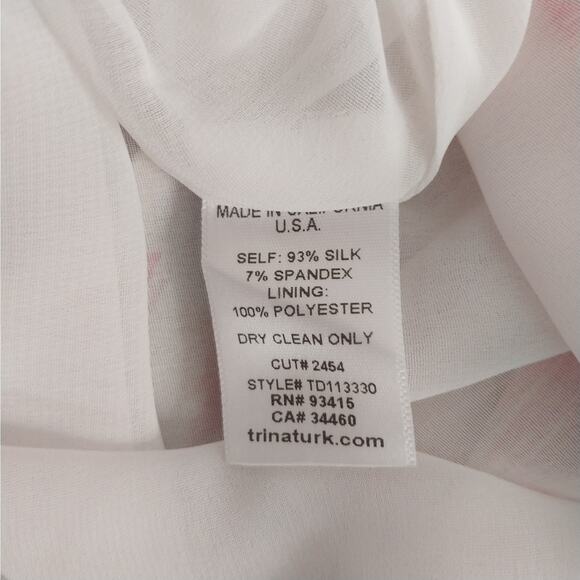 MADE IN CALIFORNIA
U.S.A.
SELF: 93% SILK
7% SPANDEX
LINING:
100% POLYESTER
DRY CLEAN ONLY
CUT# 2454
STYLE# TD113330
RN# 93415
CA# 34460
trinaturk.com